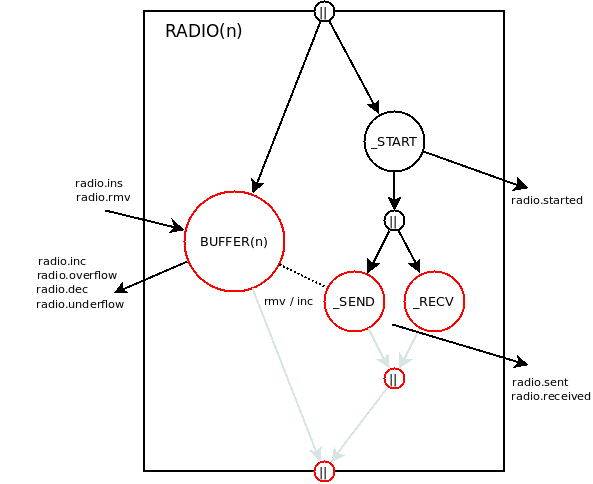 ||
RADIO(n)
_START
radio.ins
radio.rmv
radio.started
||
BUFFER(n)
radio.inc
radio.overflow
radio.dec
radio.underflow
rmv / inc
_SEND
_RECV
||
radio.sent
radio.received
||